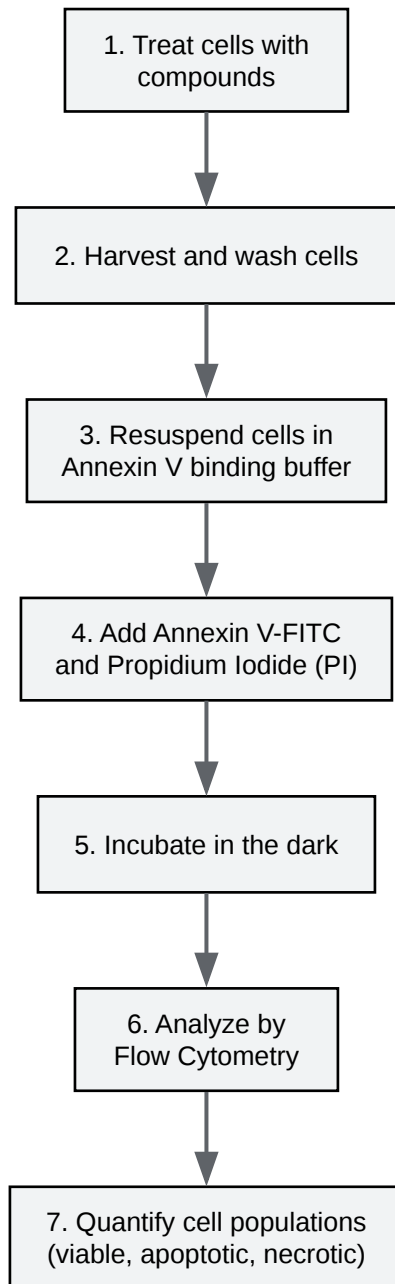 1. Treat cells with
compounds
2. Harvest and wash cells
3. Resuspend cells in
Annexin V binding buffer
4. Add Annexin V-FITC
and Propidium Iodide (PI)
5. Incubate in the dark
6. Analyze by
Flow Cytometry
7. Quantify cell populations
(viable, apoptotic, necrotic)